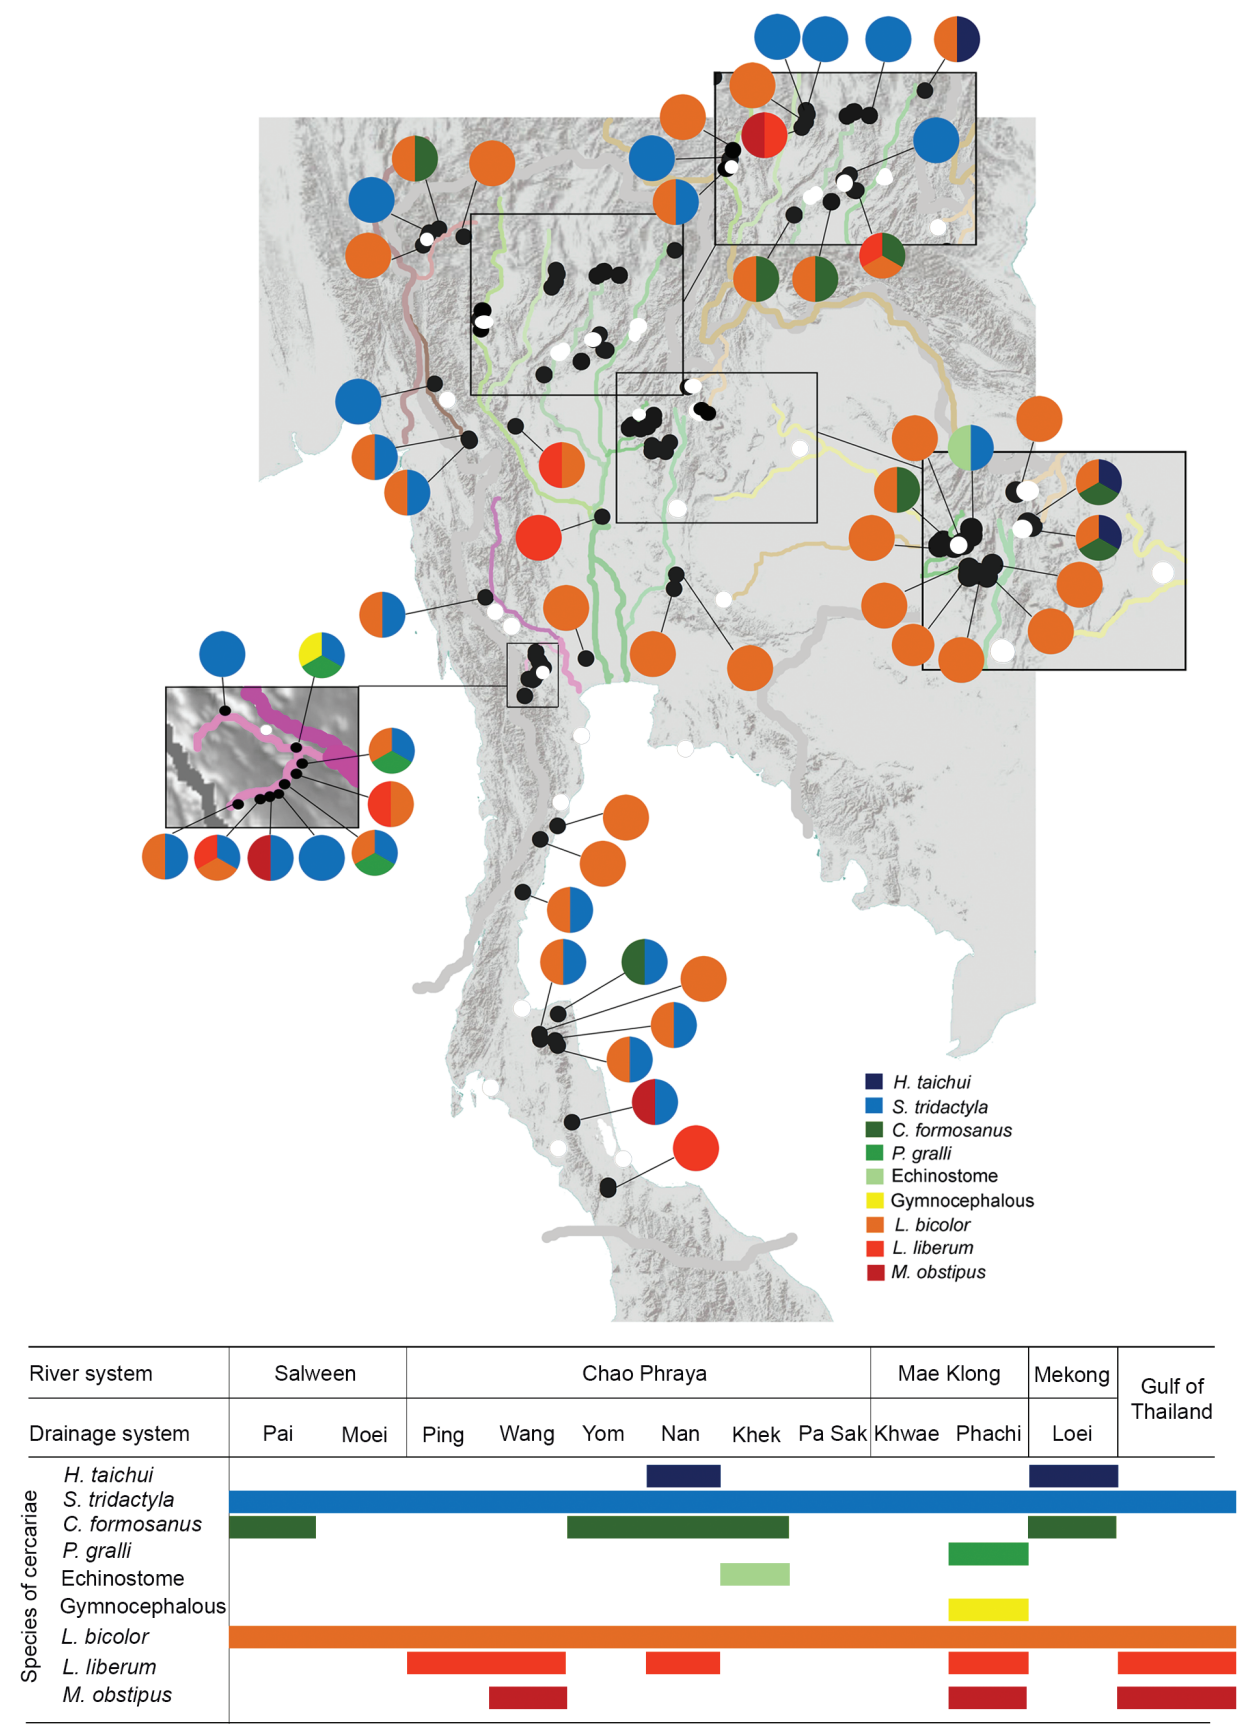 H. taichui
S. tridactyla
C. formosanus
P. gralli
Echinostome
Gymnocephalous
L. bicolor
L. liberum
M. obstipus
River system Salween Chao Phraya Mae Klong Mekong Gulf of Thailand
Drainage system Pai Moei Ping Wang Yom Nan Khek Pa Sak Khwae Phachi Loei
Species of cercariae
H. taichui
S. tridactyla
C. formosanus
P. gralli
Echinostome
Gymnocephalous
L. bicolor
L. liberum
M. obstipus